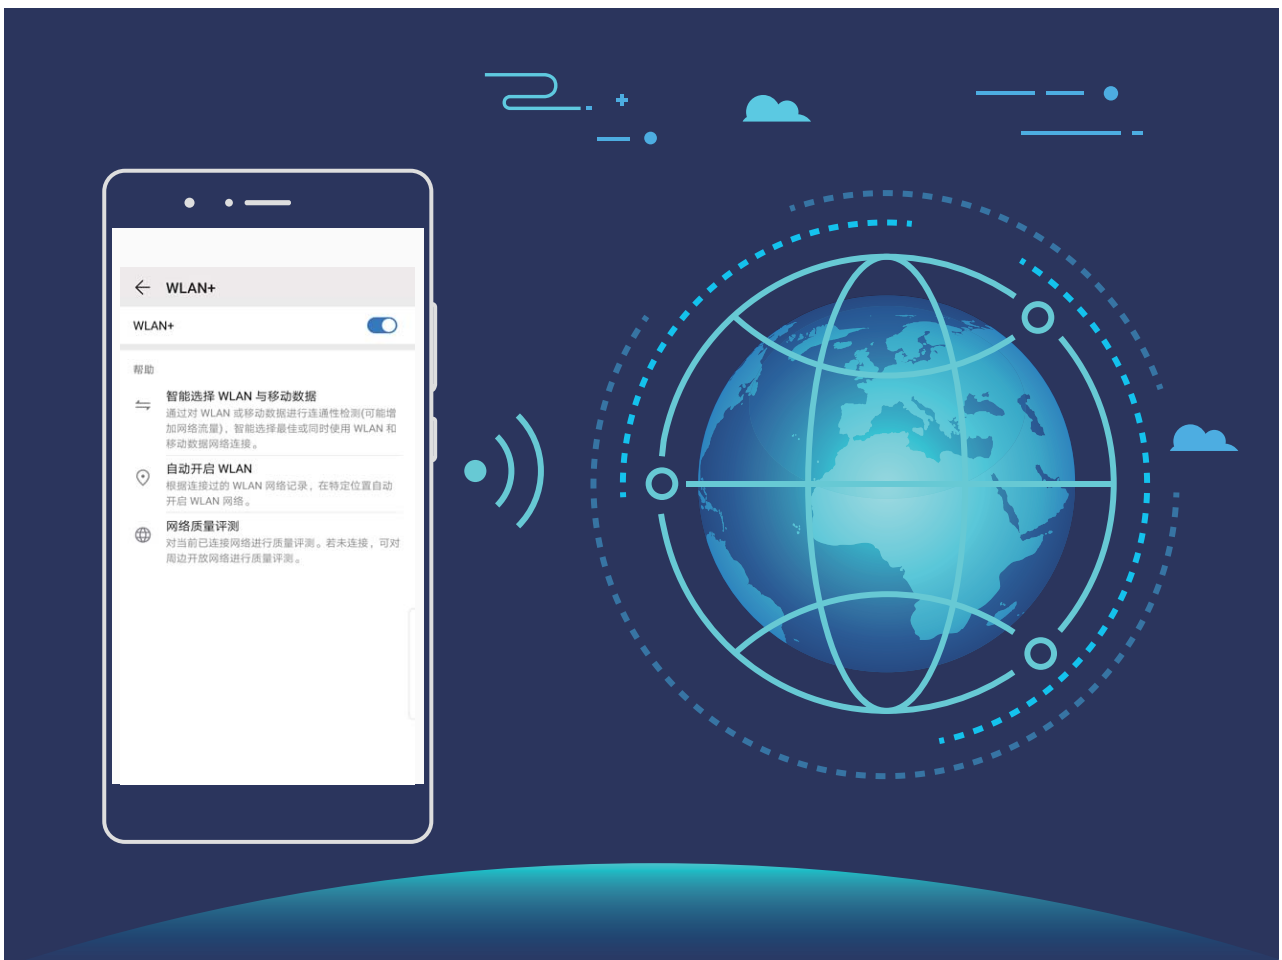 WLAN+
WLAN+
帮助
智能选择 WLAN 与移动数据
通过对 WLAN 或移动数据进行连通性检测(可能增
加网络流量)，智能选择最佳或同时使用 WLAN 和
移动数据网络连接。
自动开启 WLAN
根据连接过的 WLAN 网络记录，在特定位置自动
开启 WLAN 网络。
网络质量评测
对当前已连接网络进行质量评测。若未连接，可对
周边开放网络进行质量评测。